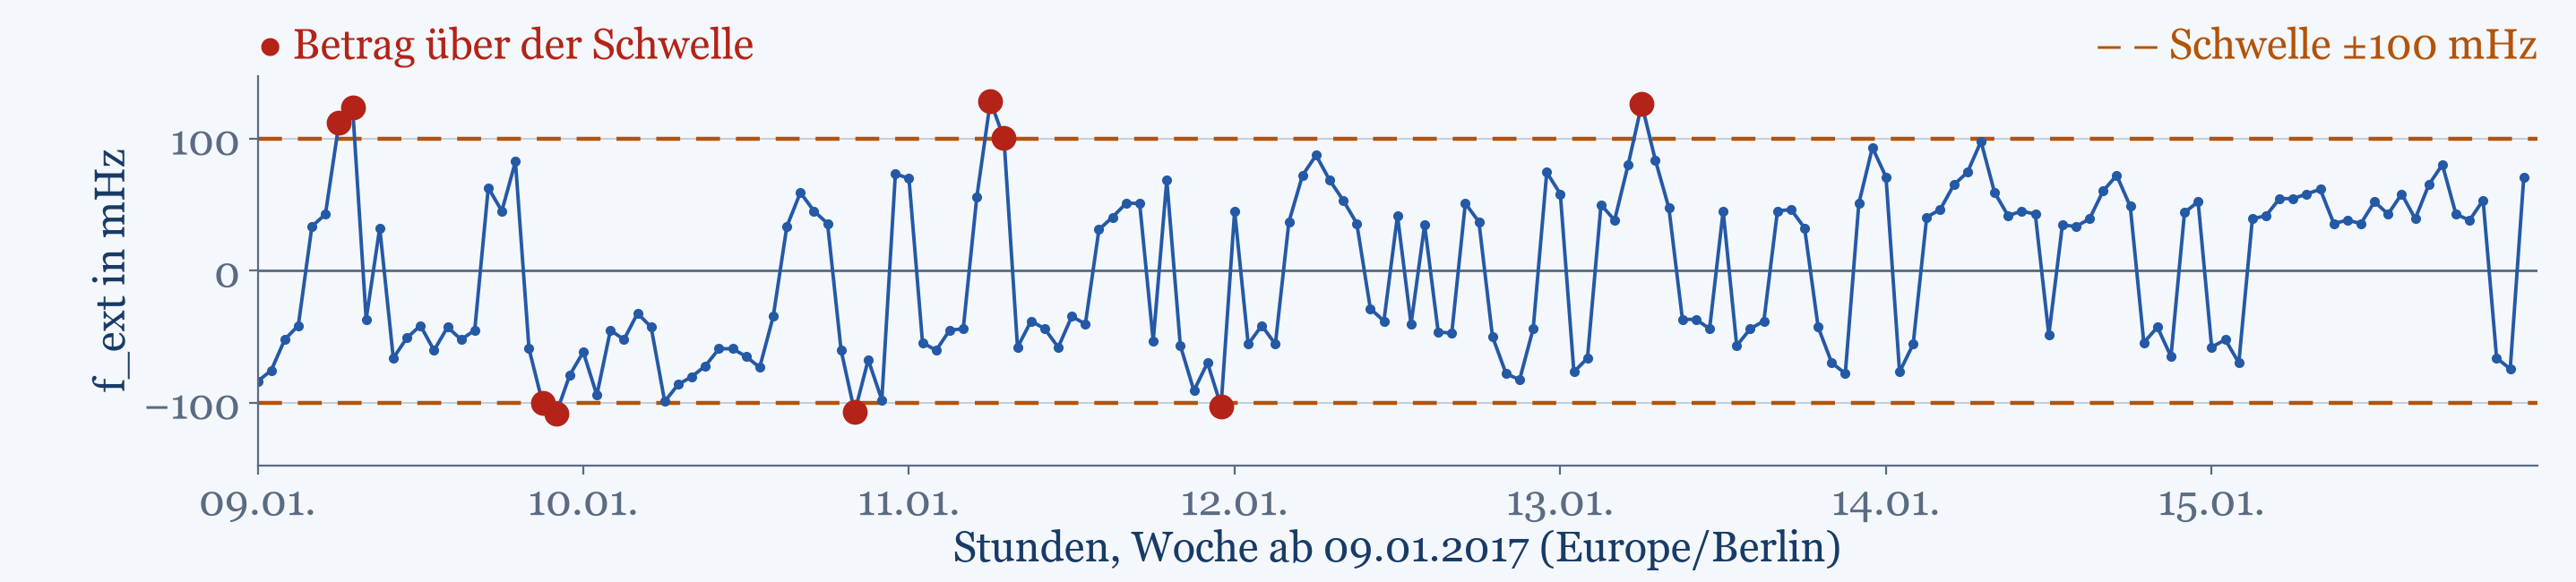 Betrag über der Schwelle
Schwelle ±100 mHz
f_ext in mHz
100
0
−100
09.01.
10.01.
11.01.
12.01.
13.01.
14.01.
15.01.
Stunden, Woche ab 09.01.2017 (Europe/Berlin)